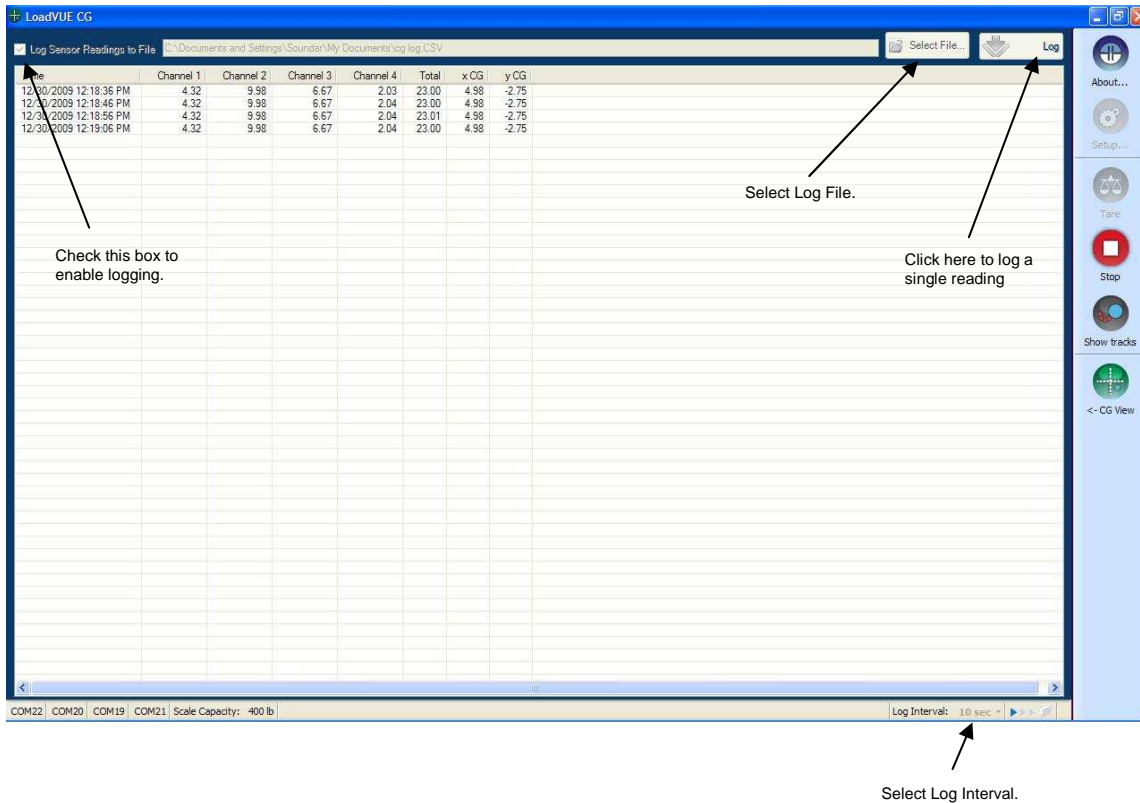 LoadVUE CG
Log Sensor Readings to File C:\Documents and Settings\Soundar\My Documents\cg log.CSV Select File... Log
Channel 1 Channel 2 Channel 3 Channel 4 Total x CG y CG
12/30/2009 12:18:36 PM 4.32 9.98 6.67 2.03 23.00 4.98 -2.75
12/30/2009 12:18:46 PM 4.32 9.98 6.67 2.04 23.00 4.98 -2.75
12/30/2009 12:18:56 PM 4.32 9.98 6.67 2.04 23.01 4.98 -2.75
12/30/2009 12:19:06 PM 4.32 9.98 6.67 2.04 23.00 4.98 -2.75
About...
Setup...
Tare
Stop
Show tracks
<- CG View
Select Log File.
Check this box to
enable logging.
Click here to log a
single reading
COM22 COM20 COM19 COM21 Scale Capacity: 400 lb Log Interval: 10 sec
Select Log Interval.